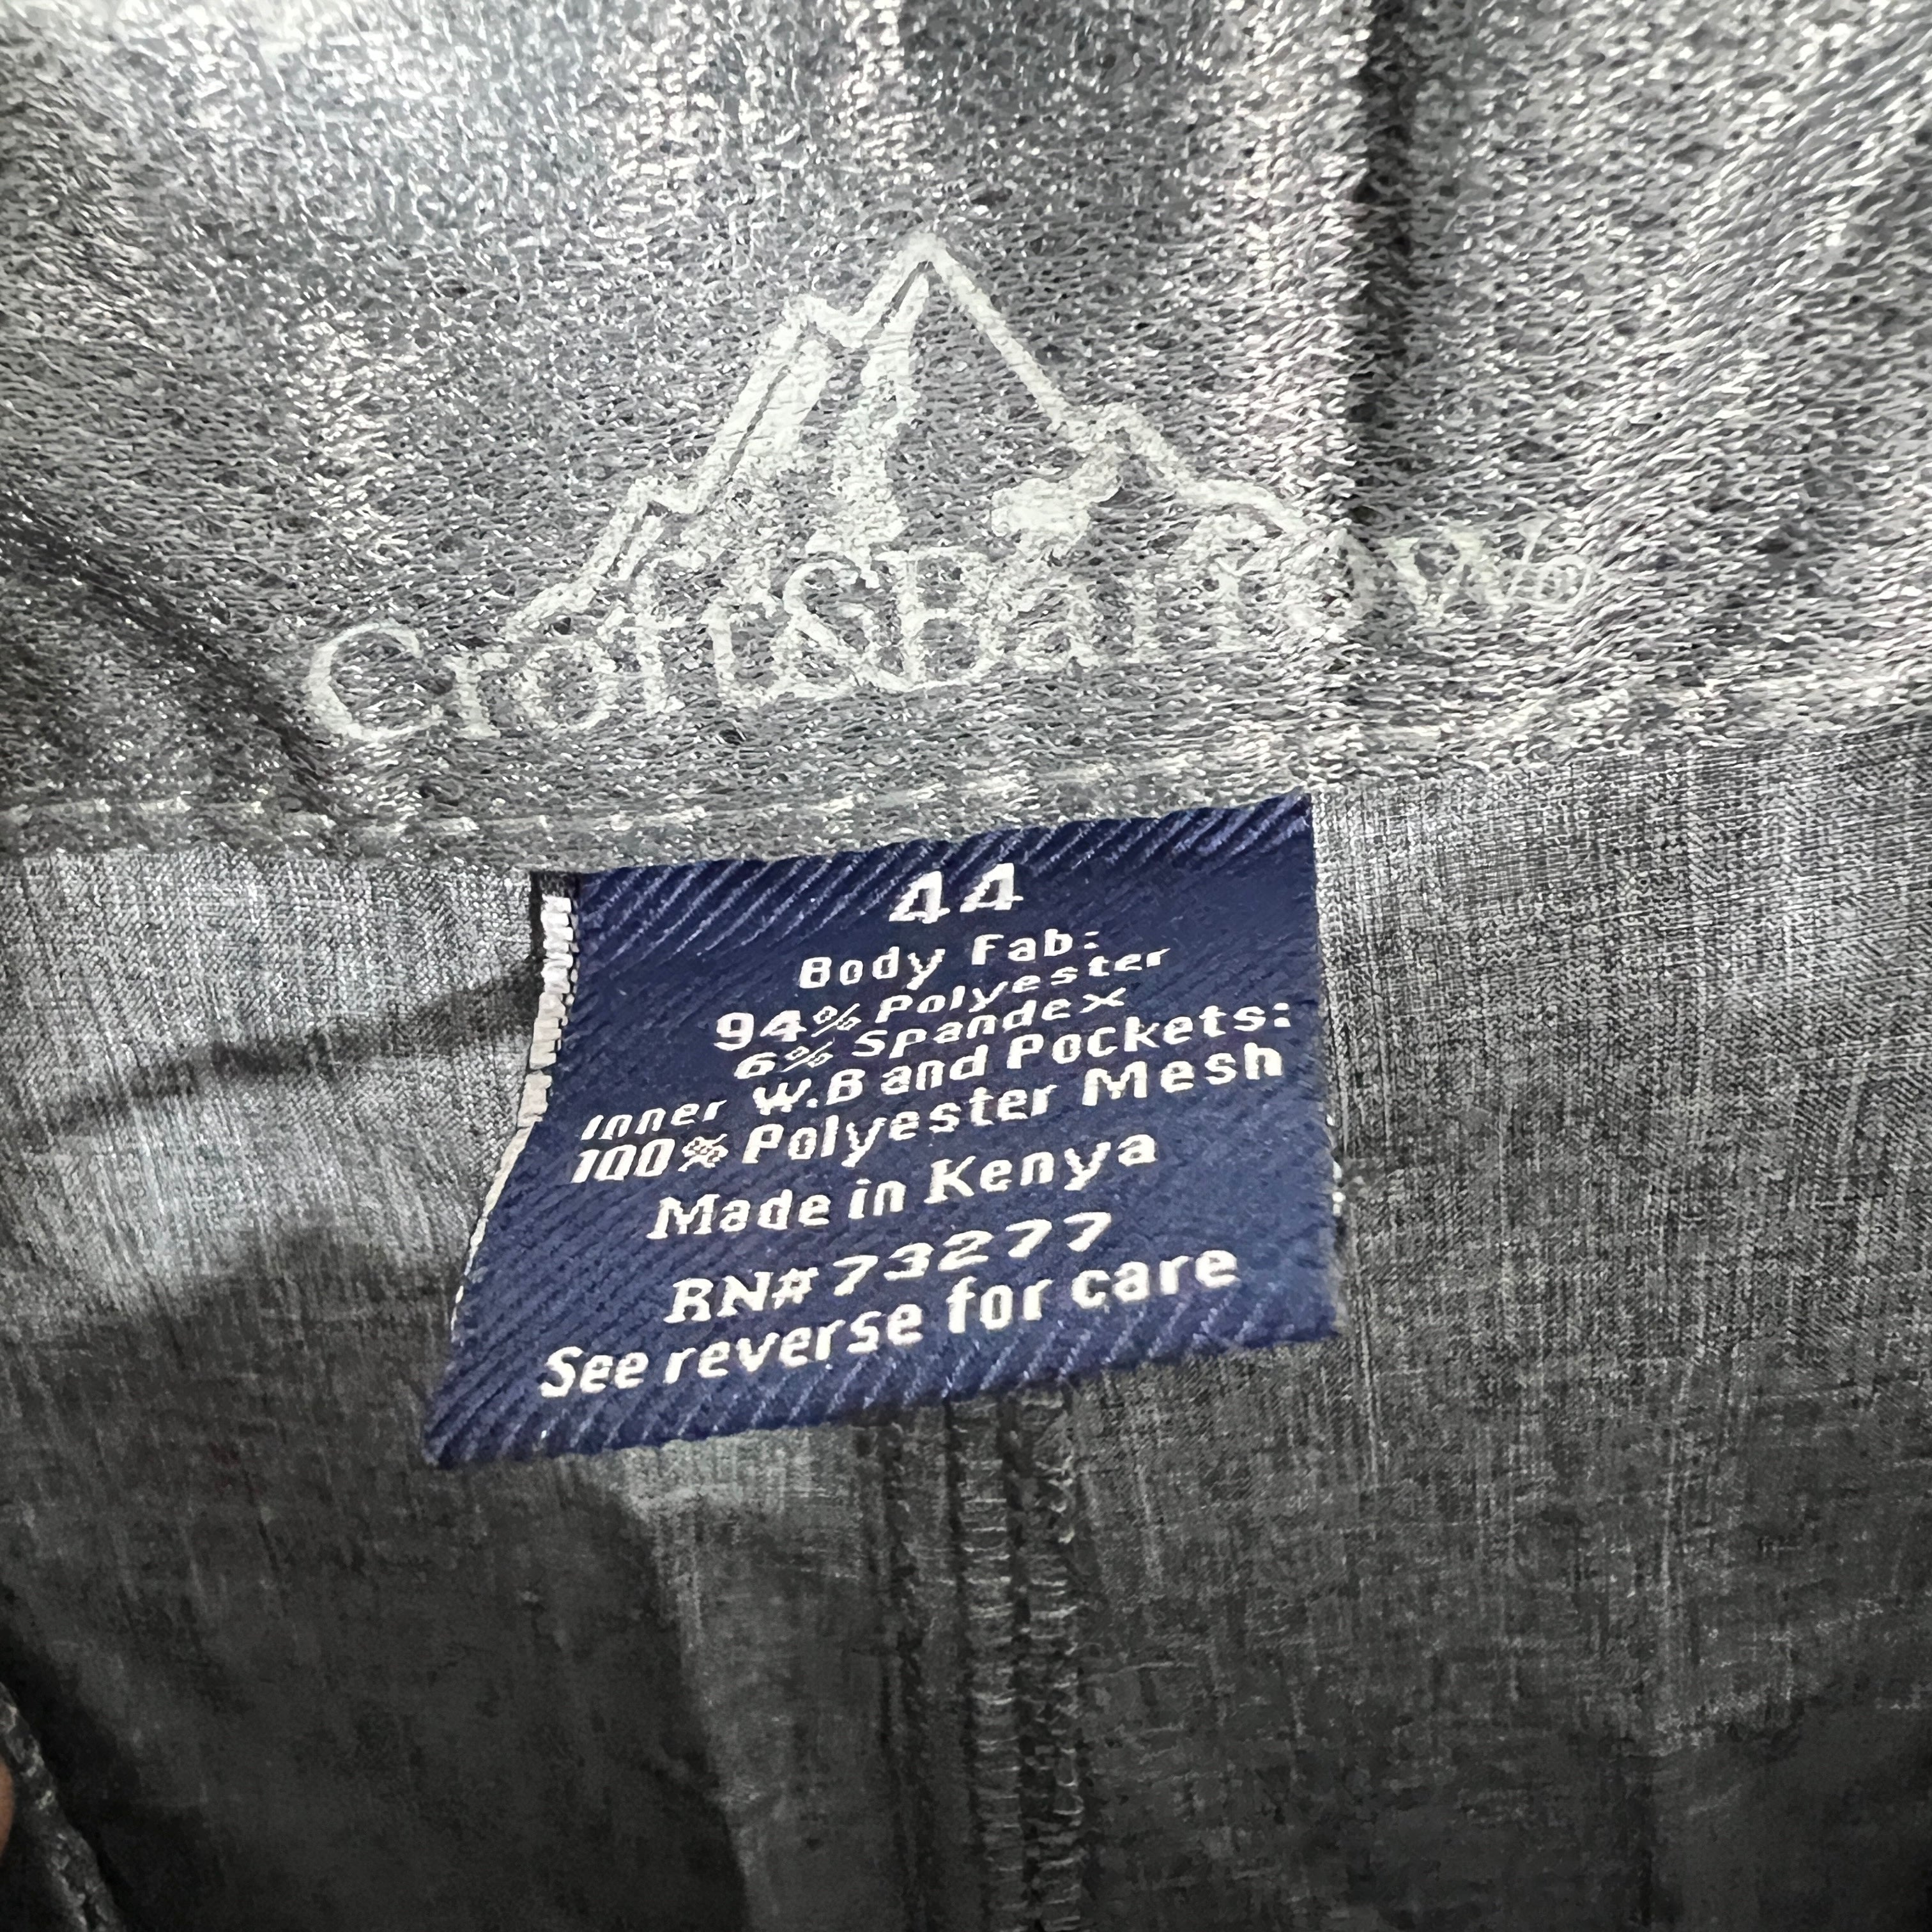 Croft&Barrow®
44
Body Fab:
94% Polyester
6% Spandex
Inner W.B and Pockets:
100% Polyester Mesh
Made in Kenya
RN# 73277
See reverse for care